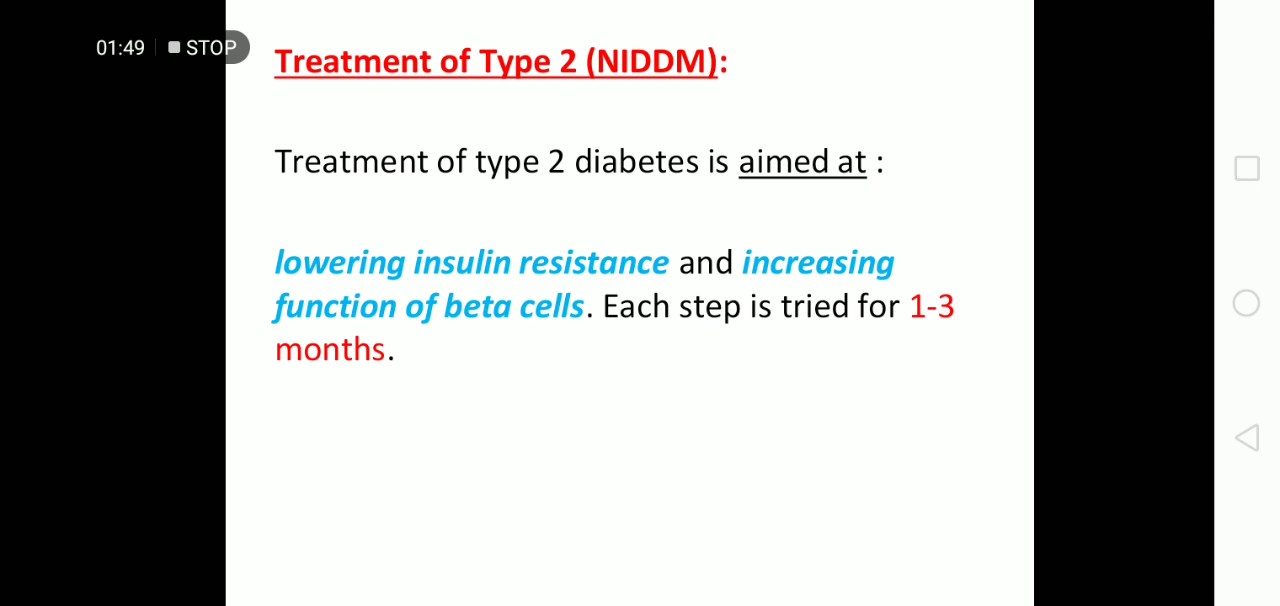 01:49 STOP
Treatment of Type 2 (NIDDM):
Treatment of type 2 diabetes is aimed at :
lowering insulin resistance and increasing
function of beta cells. Each step is tried for 1-3
months.